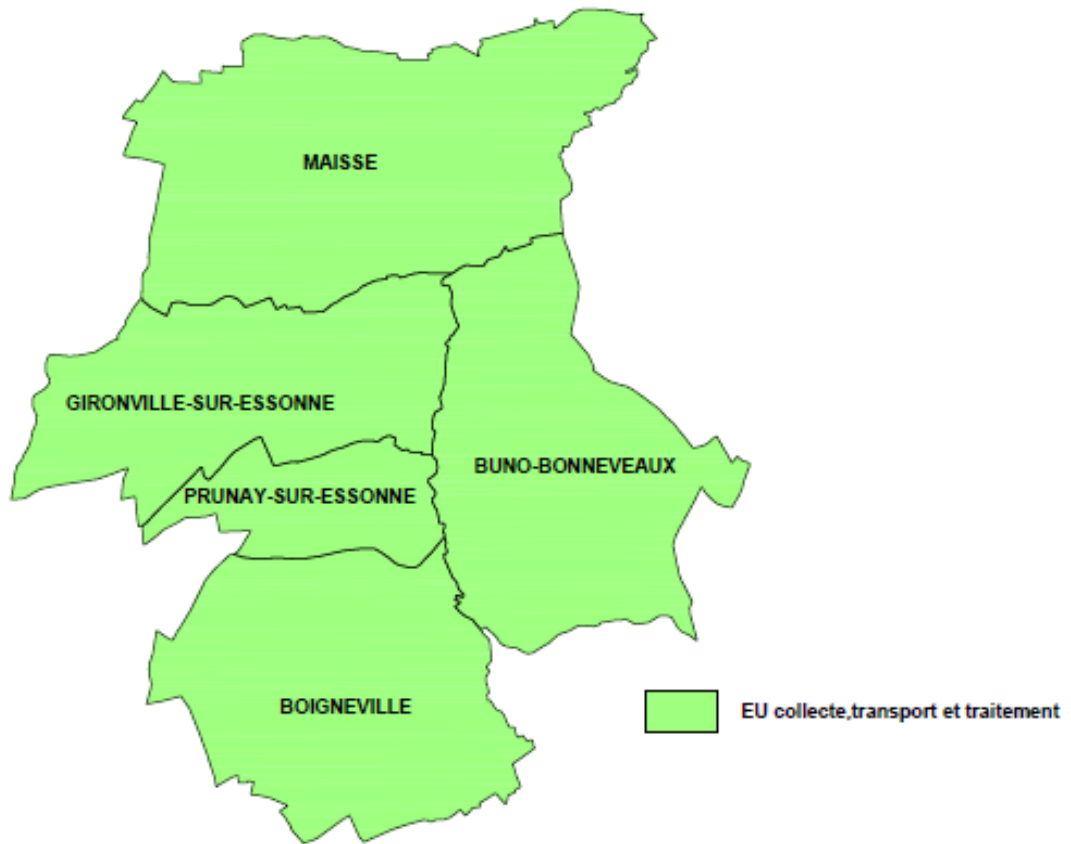 MAISSE
GIRONVILLE-SUR-ESSONNE
BUNO-BONNEVEAUX
PRUNAY-SUR-ESSONNE
BOIGNEVILLE
EU collecte,transport et traitement